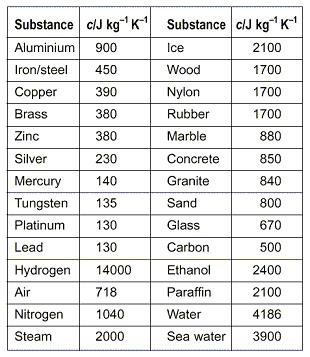 Substance c/J kg⁻¹ K⁻¹ Substance c/J kg⁻¹ K⁻¹
Aluminium 900 Ice 2100
Iron/steel 450 Wood 1700
Copper 390 Nylon 1700
Brass 380 Rubber 1700
Zinc 380 Marble 880
Silver 230 Concrete 850
Mercury 140 Granite 840
Tungsten 135 Sand 800
Platinum 130 Glass 670
Lead 130 Carbon 500
Hydrogen 14000 Ethanol 2400
Air 718 Paraffin 2100
Nitrogen 1040 Water 4186
Steam 2000 Sea water 3900